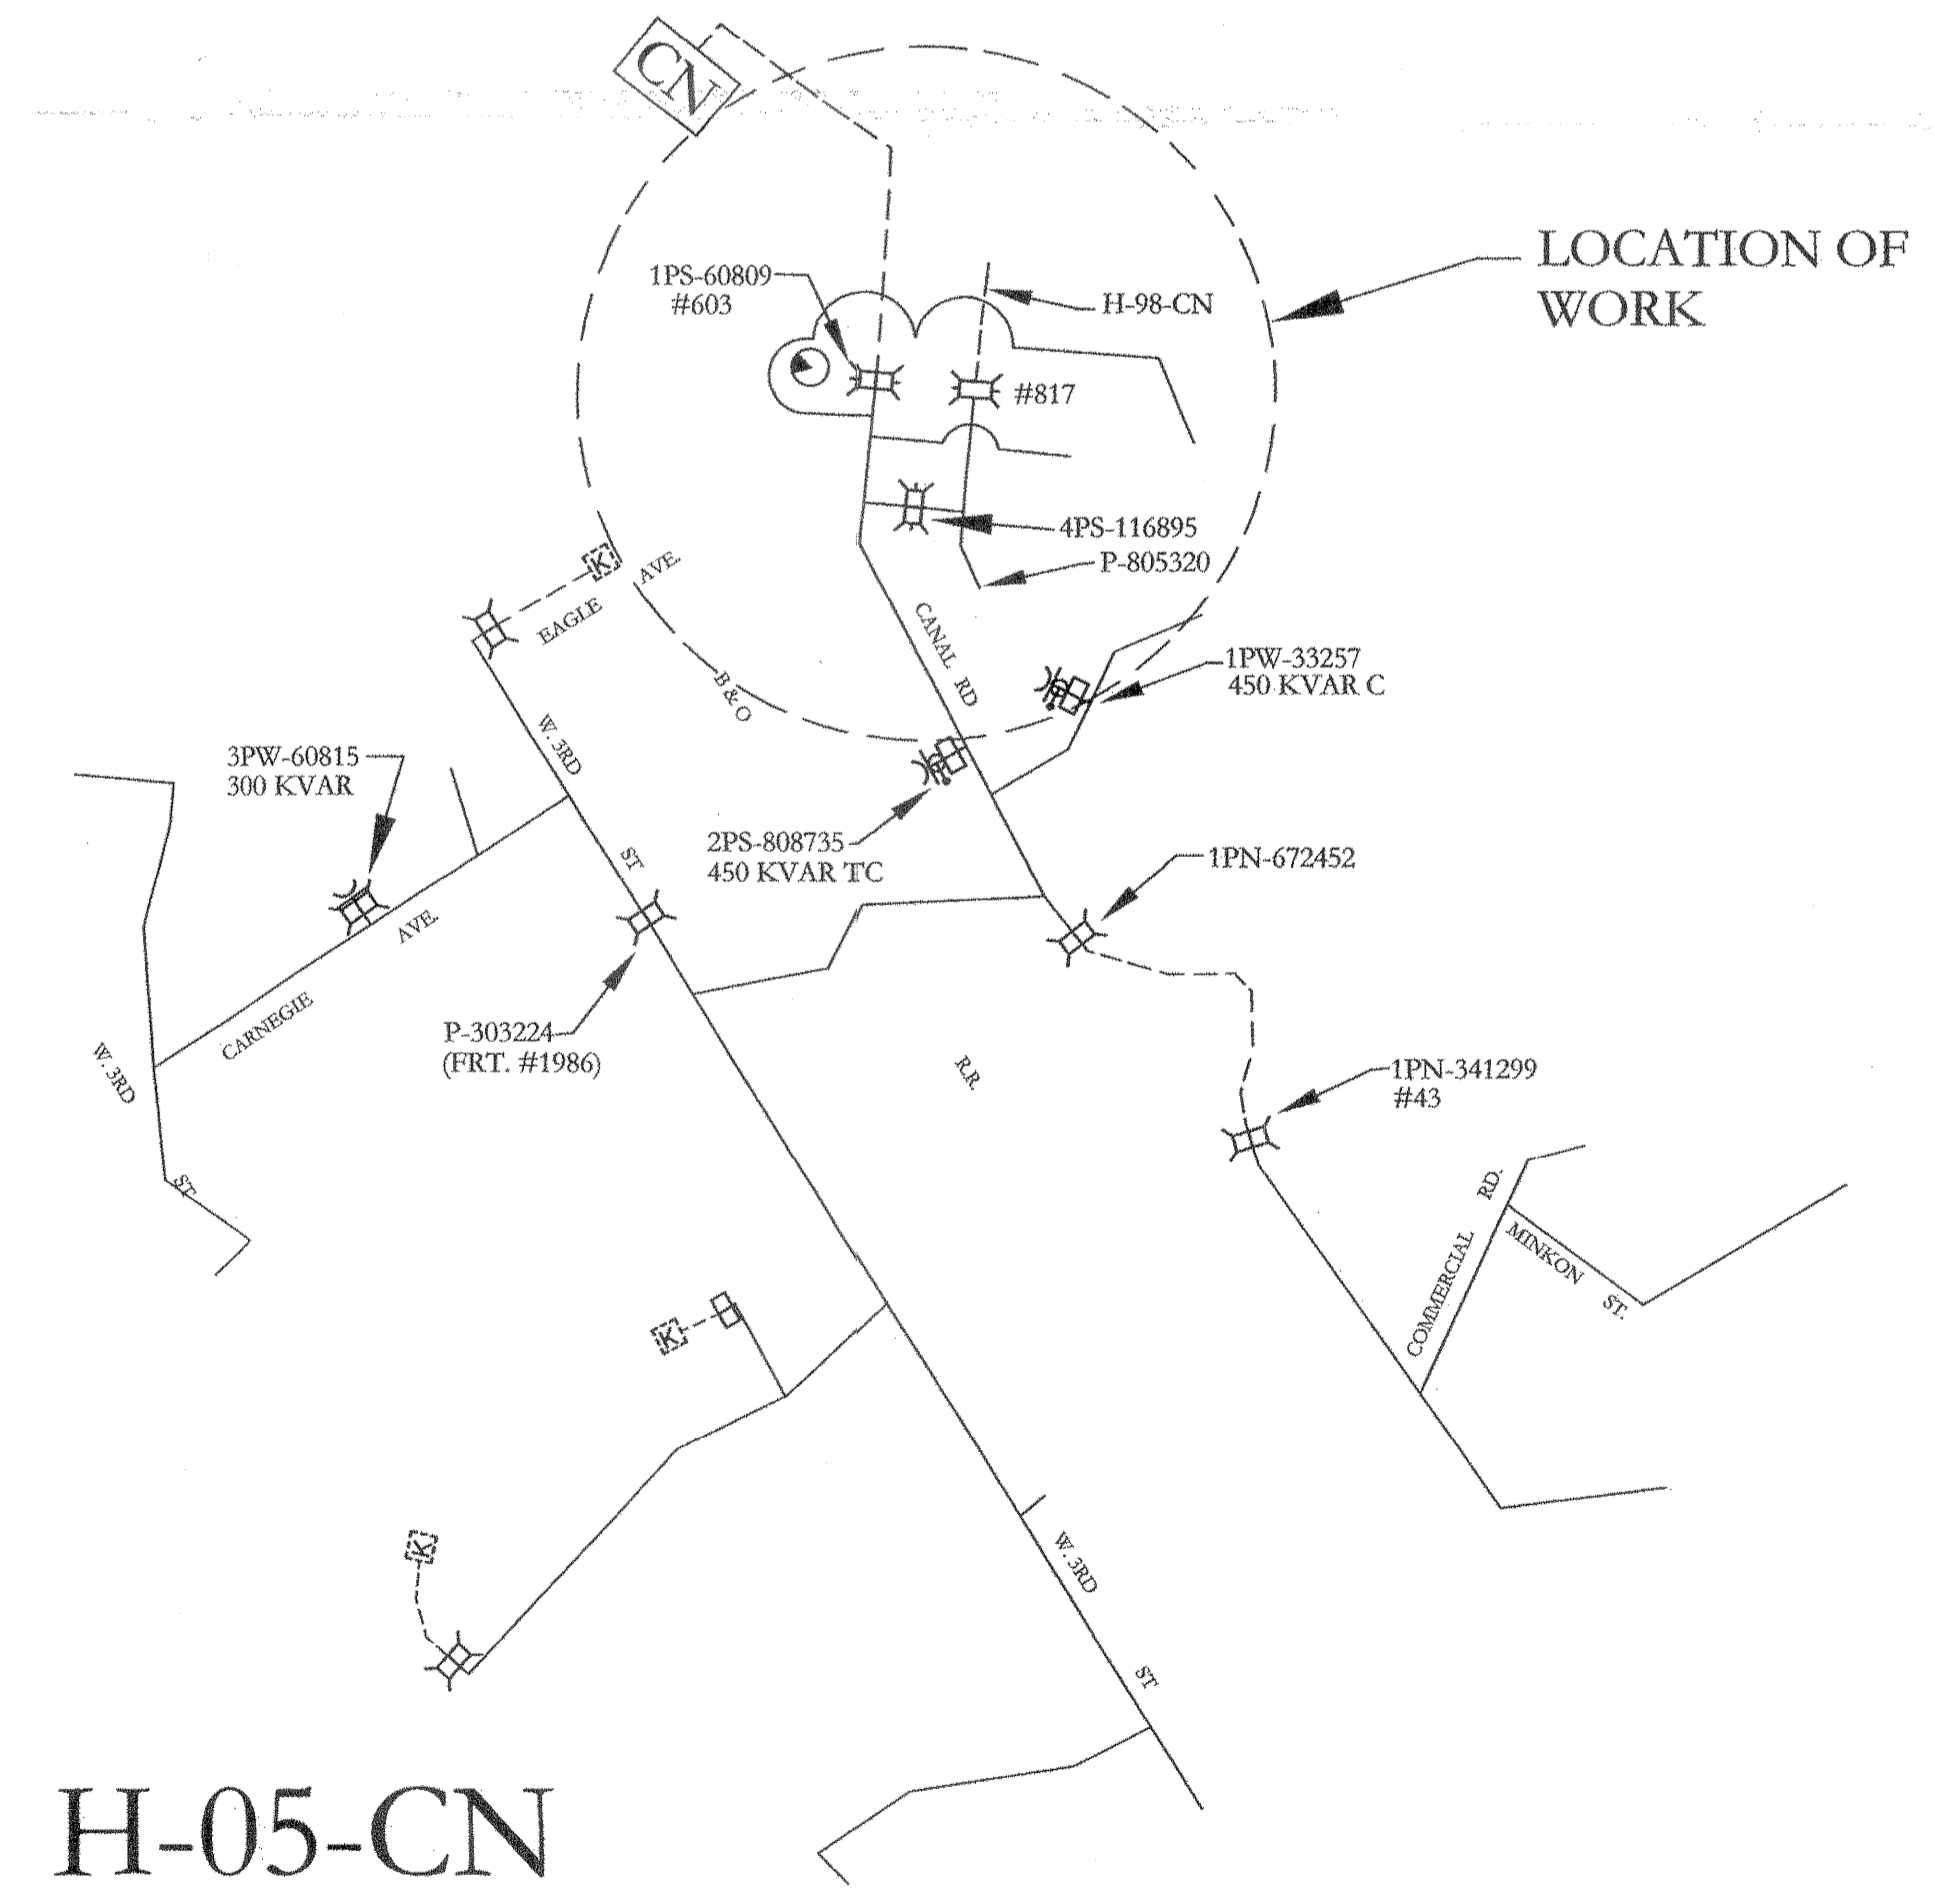 CN
LOCATION OF
WORK
1PS-60809
#603
H-98-CN
#817
4PS-116895
P-805320
K
EAGLE AVE.
CANAL RD
B & O
1PW-33257
450 KVAR C
W. 3RD ST
3PW-60815
300 KVAR
2PS-808735
450 KVAR TC
1PN-672452
CARNEGIE AVE.
P-303224
(FRT. #1986)
R.R.
W. 3RD ST.
1PN-341299
#43
COMMERCIAL RD.
MINKON ST.
K
K
W. 3RD ST
H-05-CN